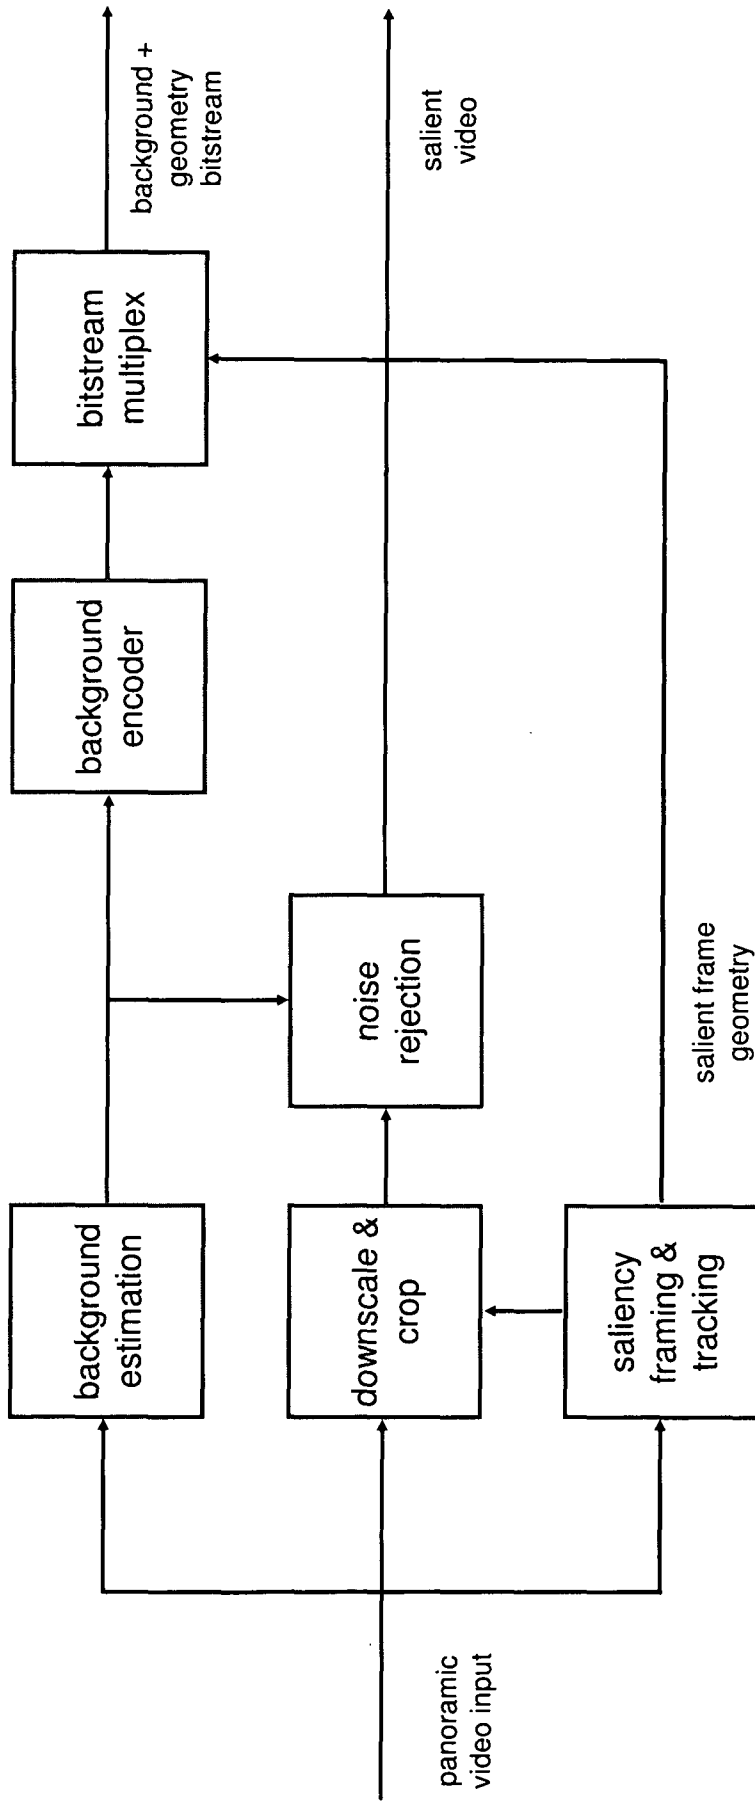 panoramic
video input
background
estimation
downscale &
crop
saliency
framing &
tracking
noise
rejection
salient frame
geometry
background
encoder
bitstream
multiplex
background +
geometry
bitstream
salient
video